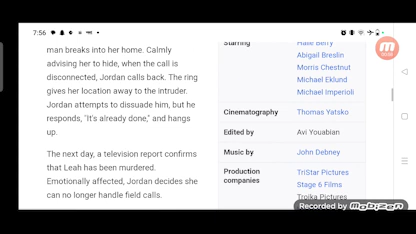 7:56
man breaks into her home. Calmly
advising her to hide, when the call is
disconnected, Jordan calls back. The ring
gives her location away to the intruder.
Jordan attempts to dissuade him, but he
responds, "It's already done," and hangs
up.
The next day, a television report confirms
that Leah has been murdered.
Emotionally affected, Jordan decides she
can no longer handle field calls.
Starring
Halle Berry
Abigail Breslin
Morris Chestnut
Michael Eklund
Michael Imperioli
Cinematography
Thomas Yatsko
Edited by
Avi Youabian
Music by
John Debney
Production
companies
TriStar Pictures
Stage 6 Films
Troika Pictures
Recorded by
Mobizen